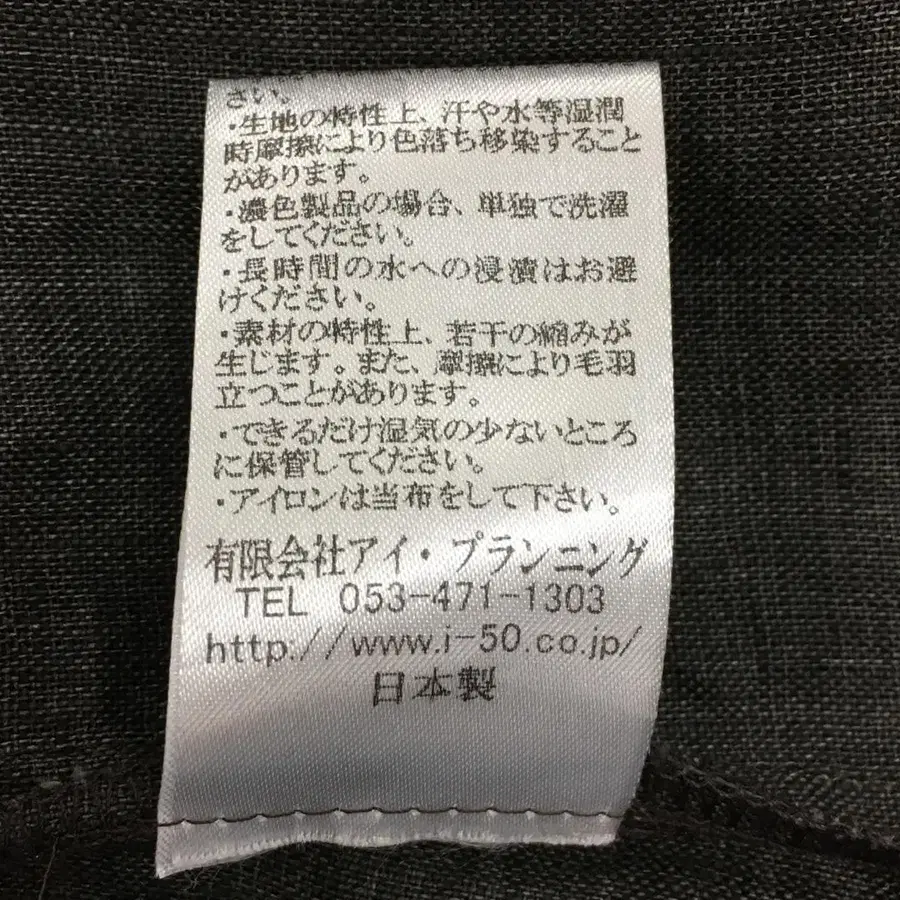 さい。
・生地の特性上、汗や水等湿潤
時摩擦により色落ち移染すること
があります。
・濃色製品の場合、単独で洗濯
をしてください。
・長時間の水への浸漬はお避
けください。
・素材の特性上、若干の縮みが
生じます。また、摩擦により毛羽
立つことがあります。
・できるだけ湿気の少ないところ
に保管してください。
・アイロンは当布をして下さい。
有限会社アイ・プランニング
TEL 053-471-1303
http://www.i-50.co.jp/
日本製